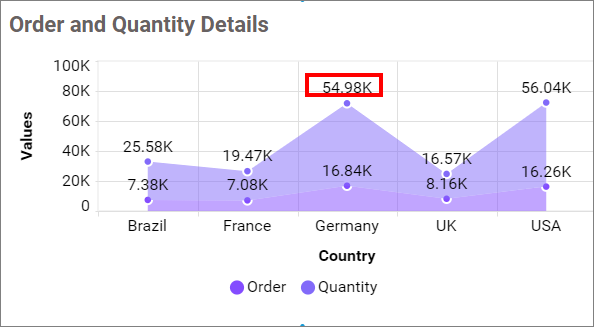 Order and Quantity Details
100K
80K
60K
40K
20K
0
Values
54.98K
56.04K
25.58K
19.47K
16.57K
7.38K
7.08K
16.84K
8.16K
16.26K
Brazil France Germany UK USA
Country
Order Quantity